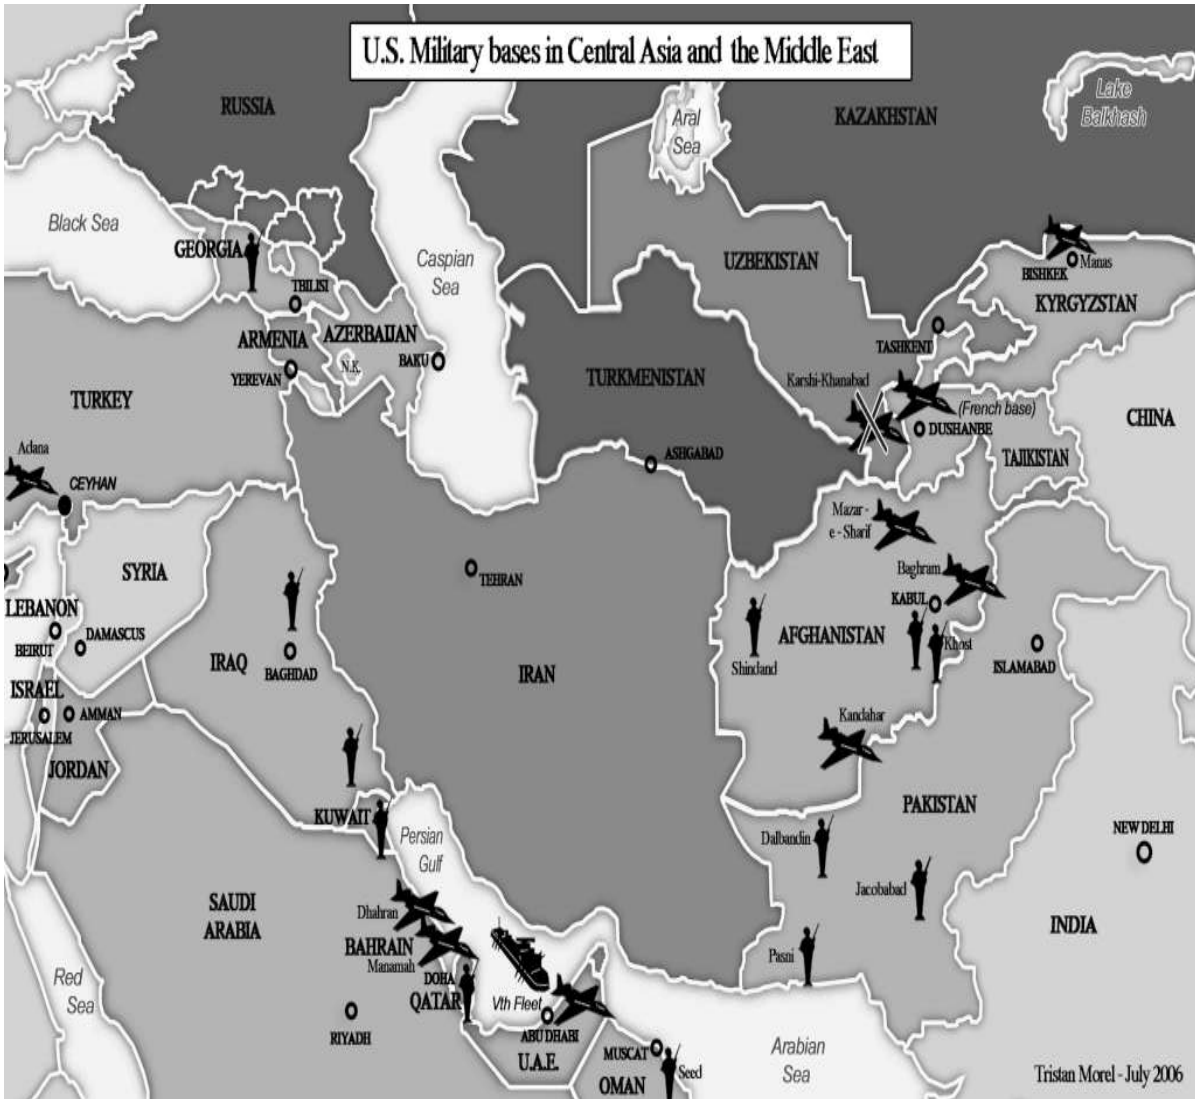 U.S. Military bases in Central Asia and the Middle East
Lake
Balkhash
RUSSIA
KAZAKHSTAN
Aral
Sea
Black Sea
GEORGIA
Caspian
Sea
UZBEKISTAN
BISHKEK
Manas
KYRGYZSTAN
TBILISI
ARMENIA
AZERBAIJAN
BAKU
N.K.
YEREVAN
TASHKENT
TURKMENISTAN
Karshi-Khanabad
TURKEY
(French base)
DUSHANBE
CHINA
Adana
CEYHAN
ASHGABAD
TAJIKISTAN
Mazar -
e - Sharif
SYRIA
TEHRAN
Baghram
KABUL
LEBANON
BEIRUT
DAMASCUS
AFGHANISTAN
Khost
ISLAMABAD
IRAQ
BAGHDAD
IRAN
Shindand
ISRAEL
AMMAN
JERUSALEM
JORDAN
Kandahar
PAKISTAN
KUWAIT
Persian
Gulf
Dalbandin
NEW DELHI
Jacobabad
SAUDI
ARABIA
Dhahran
BAHRAIN
Manamah
INDIA
Pasni
Red
Sea
DOHA
QATAR
Vth Fleet
RIYADH
ABU DHABI
U.A.E.
MUSCAT
OMAN
Seed
Arabian
Sea
Tristan Morel - July 2006